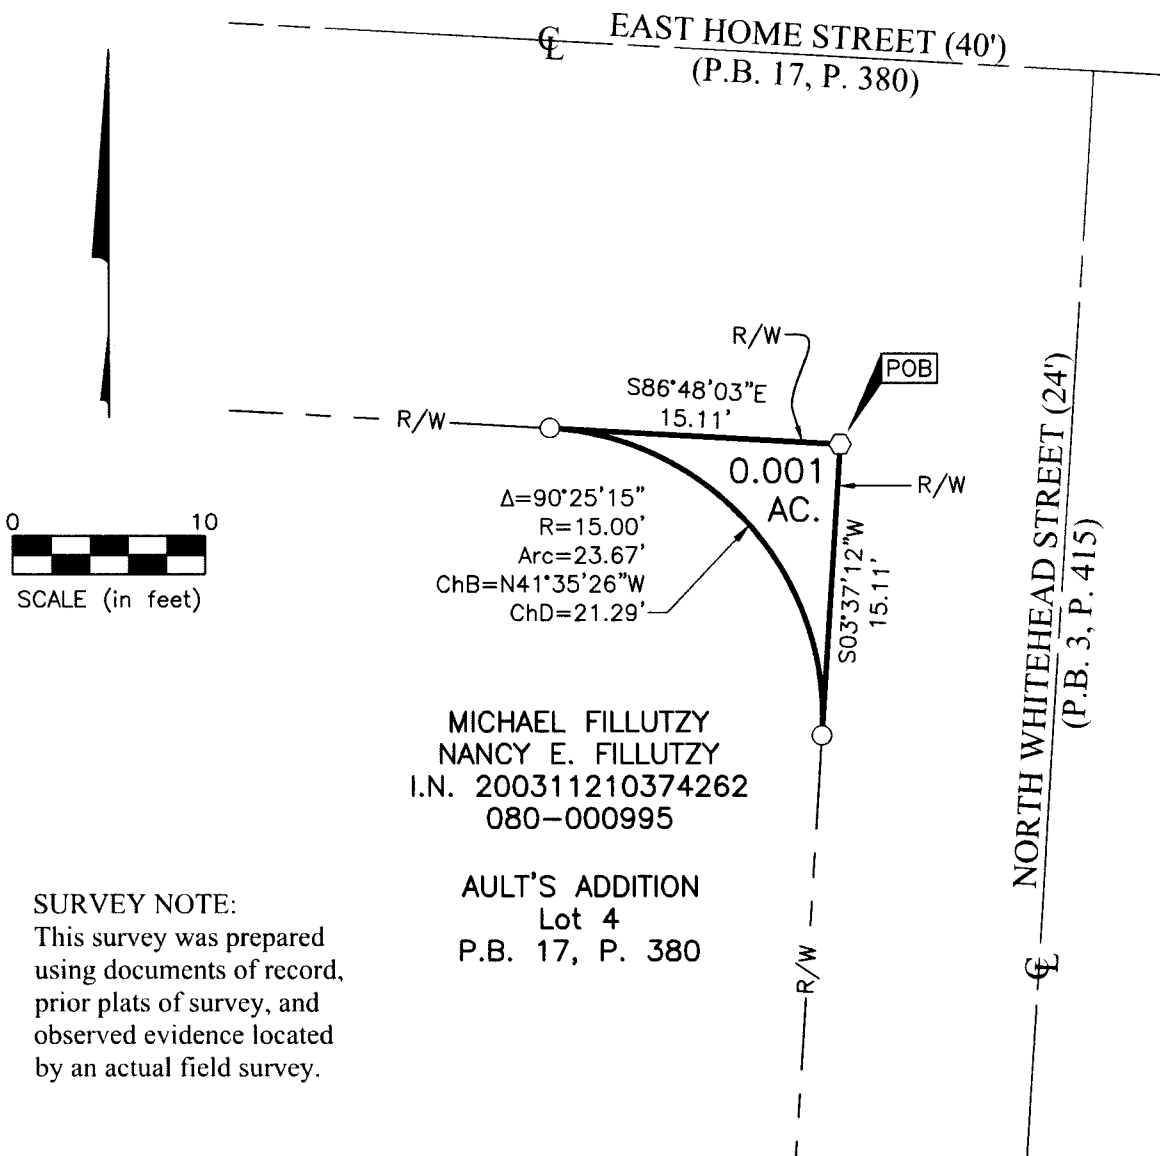 ℄ EAST HOME STREET (40')
(P.B. 17, P. 380)
R/W
POB
S86°48'03"E
15.11'
R/W
0.001
AC.
R/W
Δ=90°25'15"
R=15.00'
Arc=23.67'
ChB=N41°35'26"W
ChD=21.29'
S03°37'12"W
15.11'
0 10
SCALE (in feet)
NORTH WHITEHEAD STREET (24')
(P.B. 3, P. 415)
℄
MICHAEL FILLUTZY
NANCY E. FILLUTZY
I.N. 200311210374262
080-000995
AULT'S ADDITION
Lot 4
P.B. 17, P. 380
R/W
SURVEY NOTE:
This survey was prepared
using documents of record,
prior plats of survey, and
observed evidence located
by an actual field survey.